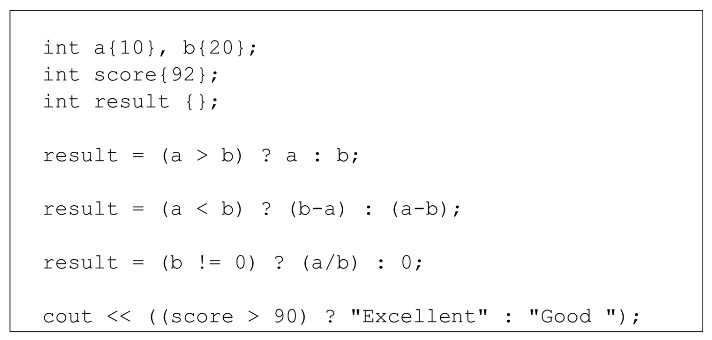 int a{10}, b{20};
int score{92};
int result {};
result = (a > b) ? a : b;
result = (a < b) ? (b-a) : (a-b);
result = (b != 0) ? (a/b) : 0;
cout << ((score > 90) ? "Excellent" : "Good ");